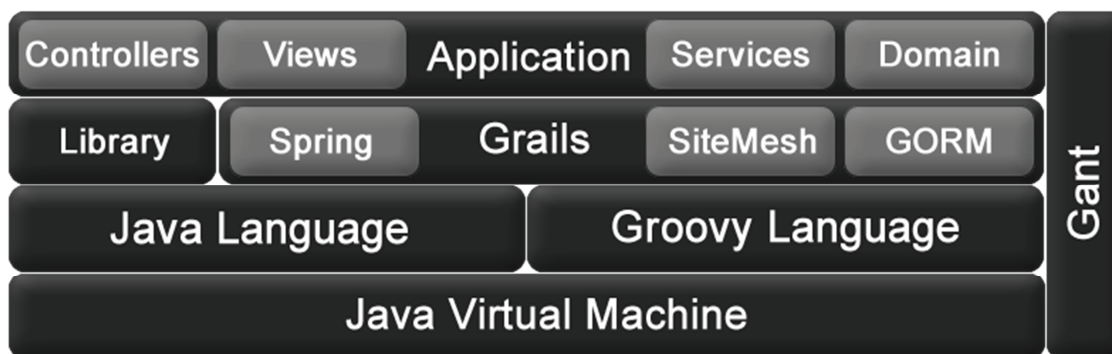 Controllers Views Application Services Domain
Library Spring Grails SiteMesh GORM
Java Language Groovy Language
Java Virtual Machine
Gant